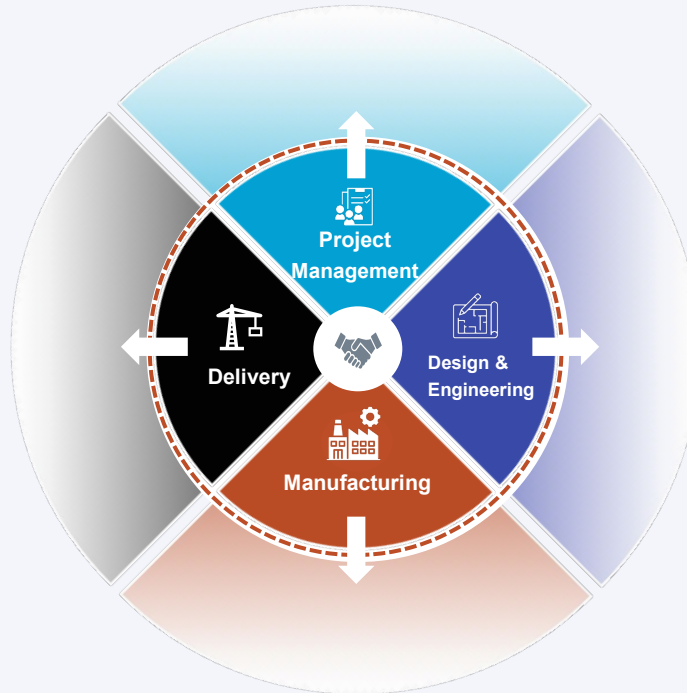 Project
Management
Delivery
Design &
Engineering
Manufacturing